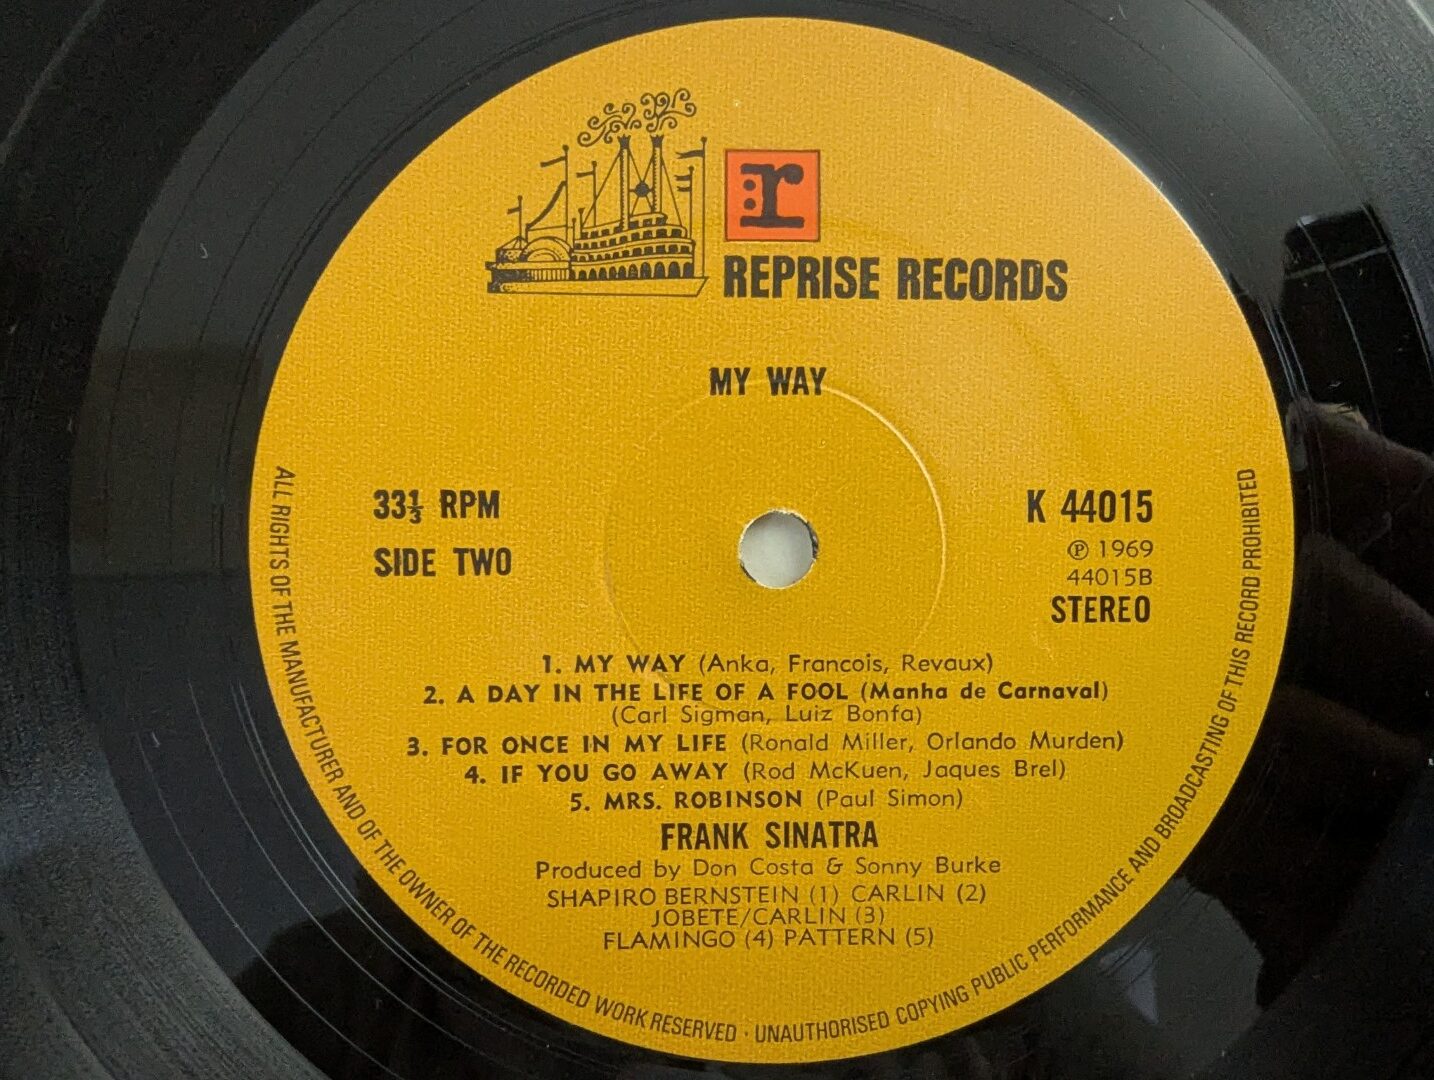 r
REPRISE RECORDS
MY WAY
33⅓ RPM
SIDE TWO
K 44015
℗ 1969
44015B
STEREO
1. MY WAY (Anka, Francois, Revaux)
2. A DAY IN THE LIFE OF A FOOL (Manha de Carnaval)
(Carl Sigman, Luiz Bonfa)
3. FOR ONCE IN MY LIFE (Ronald Miller, Orlando Murden)
4. IF YOU GO AWAY (Rod McKuen, Jaques Brel)
5. MRS. ROBINSON (Paul Simon)
FRANK SINATRA
Produced by Don Costa & Sonny Burke
SHAPIRO BERNSTEIN (1) CARLIN (2)
JOBETE/CARLIN (3)
FLAMINGO (4) PATTERN (5)
ALL RIGHTS OF THE MANUFACTURER AND OF THE OWNER OF THE RECORDED WORK RESERVED · UNAUTHORISED COPYING PUBLIC PERFORMANCE AND BROADCASTING OF THIS RECORD PROHIBITED